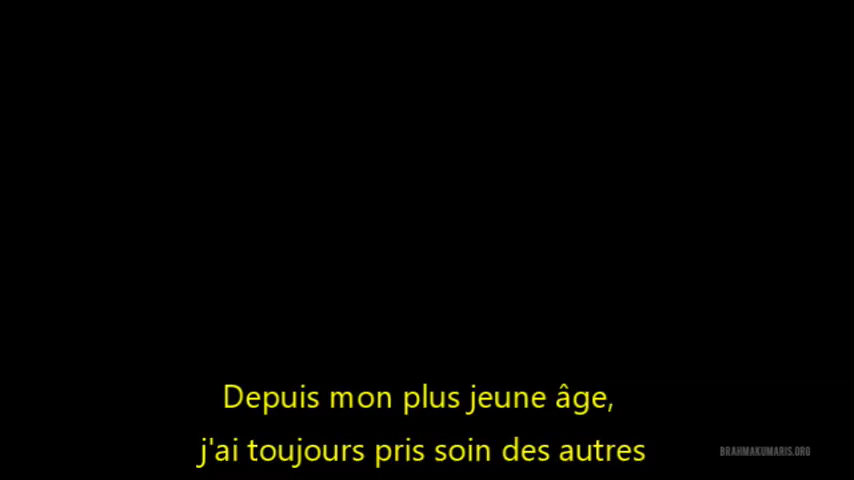 Depuis mon plus jeune âge,
j'ai toujours pris soin des autres
BRAHMAKUMARIS.ORG